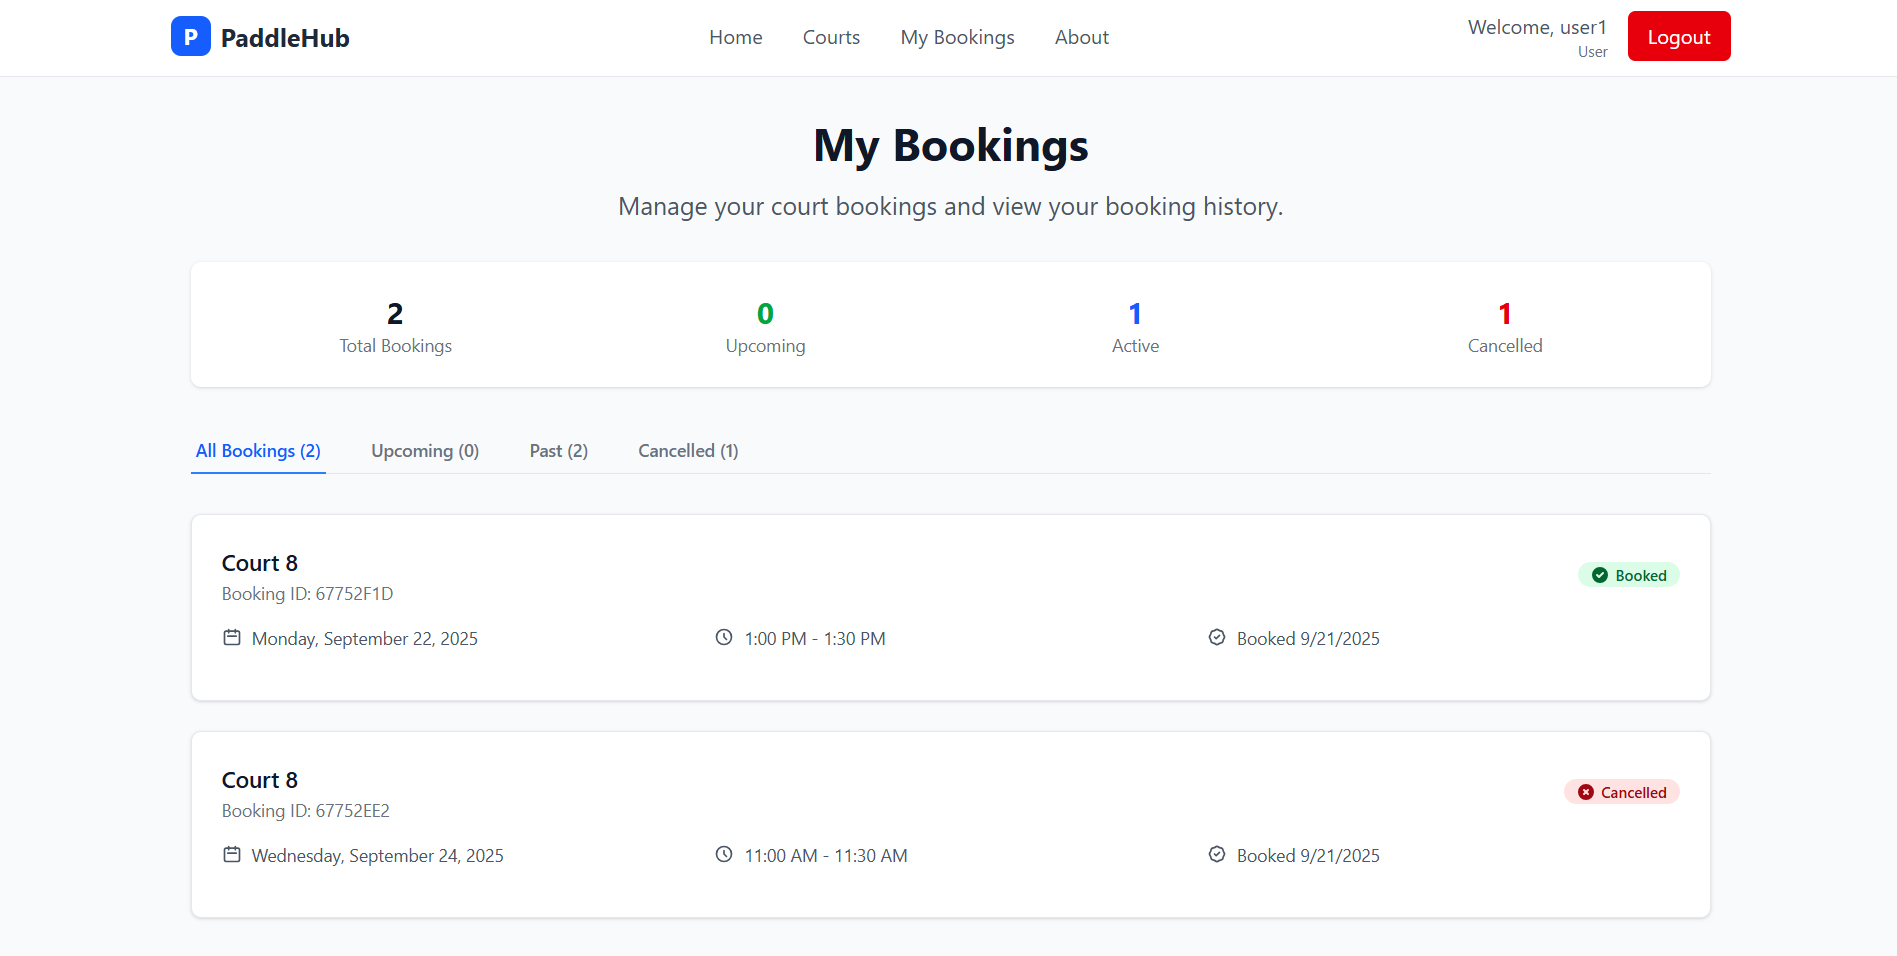 P PaddleHub Home Courts My Bookings About Welcome, user1 Logout
User
My Bookings
Manage your court bookings and view your booking history.
2 0 1 1
Total Bookings Upcoming Active Cancelled
All Bookings (2) Upcoming (0) Past (2) Cancelled (1)
Court 8
Booked
Booking ID: 67752F1D
Monday, September 22, 2025 1:00 PM - 1:30 PM Booked 9/21/2025
Court 8
Cancelled
Booking ID: 67752EE2
Wednesday, September 24, 2025 11:00 AM - 11:30 AM Booked 9/21/2025